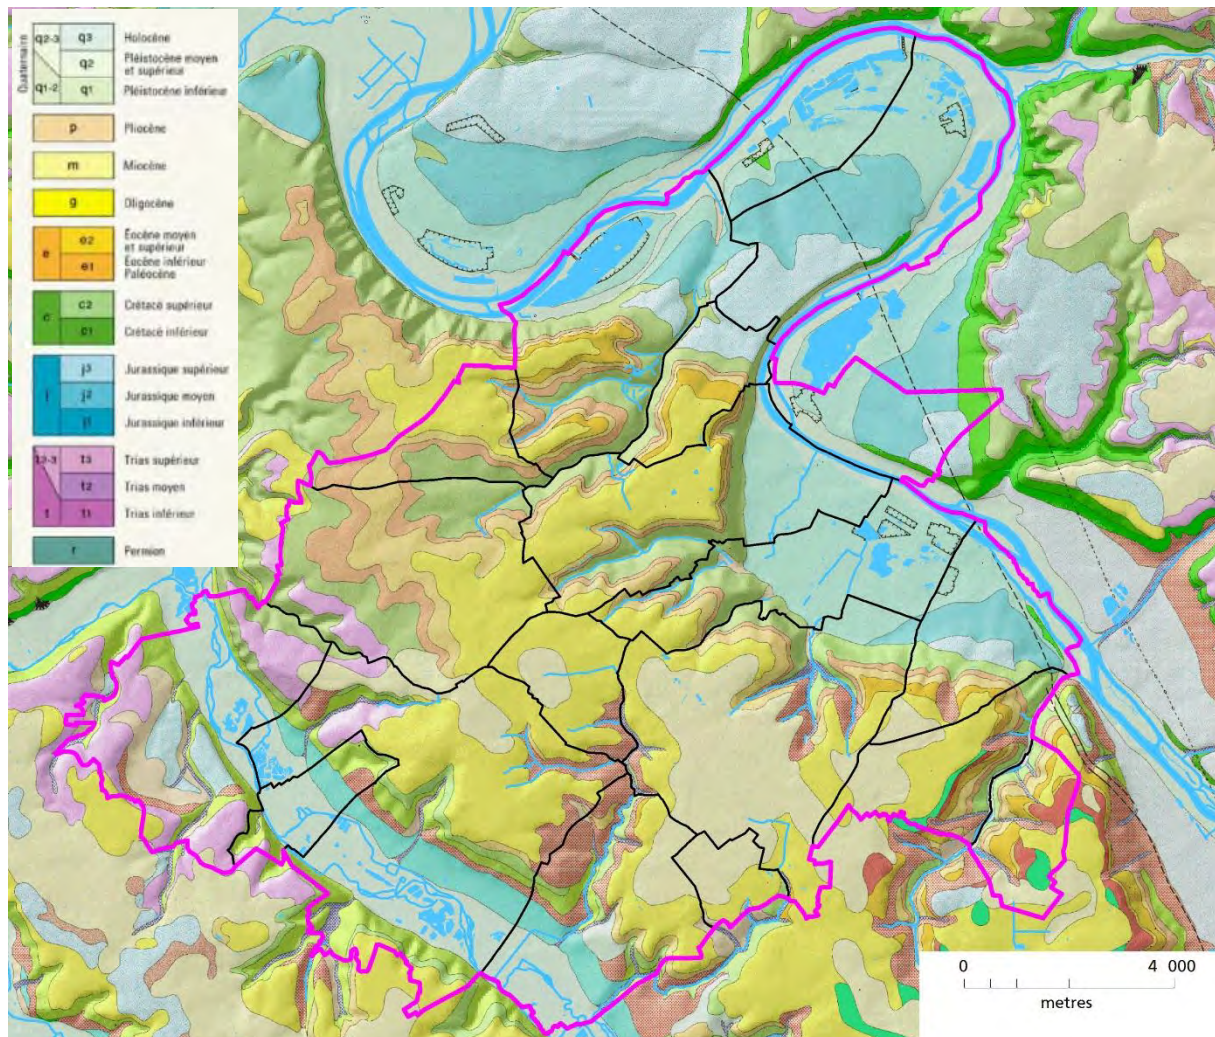 Quaternaire
q2-3 q3 Holocène
q2 Pléistocène moyen
et supérieur
q1-2 q1 Pléistocène inférieur
p Pliocène
m Miocène
g Oligocène
e e2 Eocène moyen
et supérieur
e1 Eocène inférieur
Paléocène
c c2 Crétacé supérieur
c1 Crétacé inférieur
j j3 Jurassique supérieur
j2 Jurassique moyen
j1 Jurassique inférieur
t2-3 t3 Trias supérieur
t2 Trias moyen
t t1 Trias inférieur
r Permien
0 4 000
metres